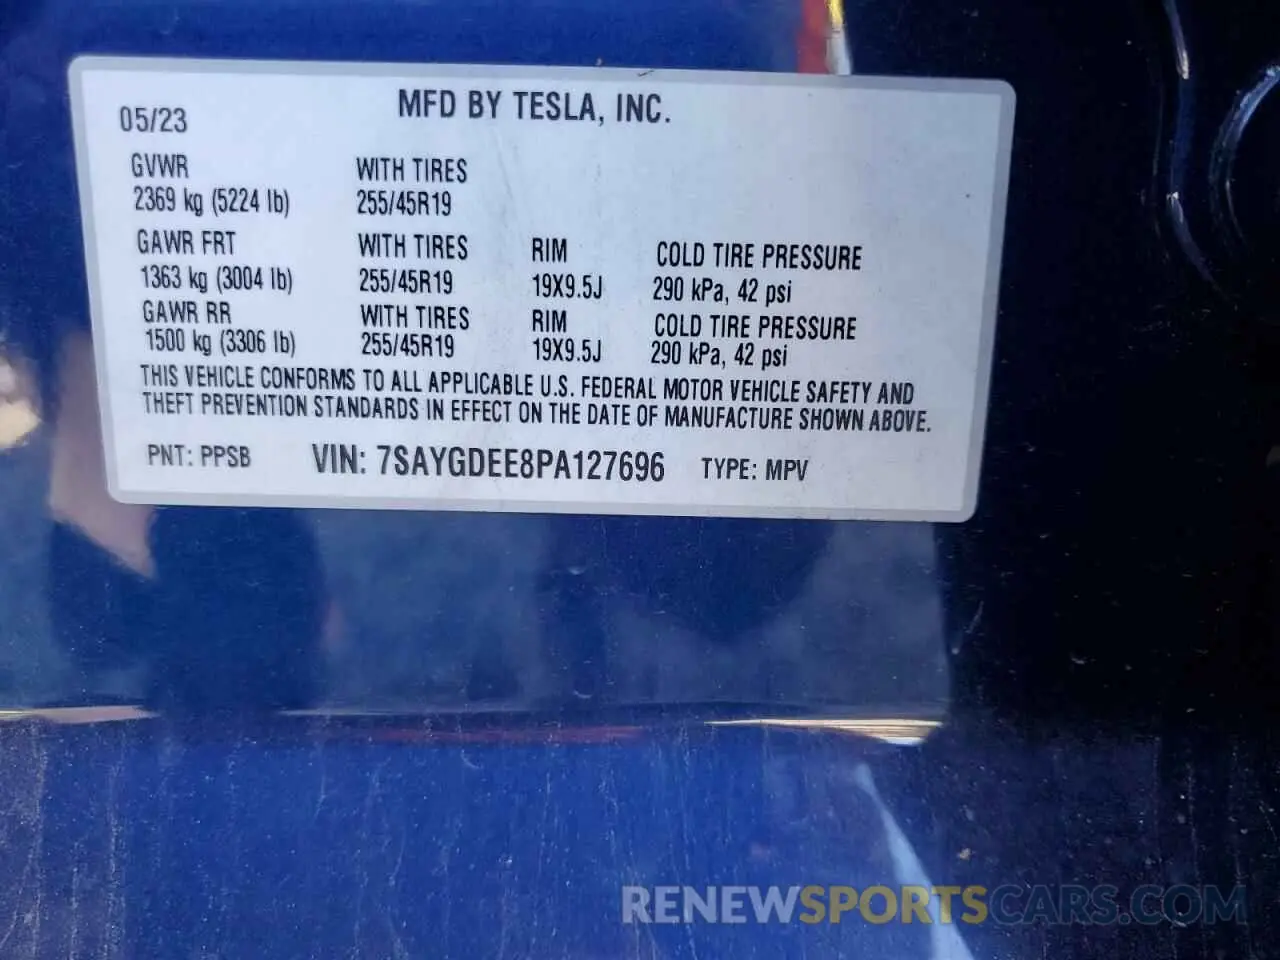 MFD BY TESLA, INC.
05/23
GVWR WITH TIRES
2369 kg (5224 lb) 255/45R19
GAWR FRT WITH TIRES RIM COLD TIRE PRESSURE
1363 kg (3004 lb) 255/45R19 19X9.5J 290 kPa, 42 psi
GAWR RR WITH TIRES RIM COLD TIRE PRESSURE
1500 kg (3306 lb) 255/45R19 19X9.5J 290 kPa, 42 psi
THIS VEHICLE CONFORMS TO ALL APPLICABLE U.S. FEDERAL MOTOR VEHICLE SAFETY AND
THEFT PREVENTION STANDARDS IN EFFECT ON THE DATE OF MANUFACTURE SHOWN ABOVE.
PNT: PPSB VIN: 7SAYGDEE8PA127696 TYPE: MPV
RENEWSPORTSCARS.COM